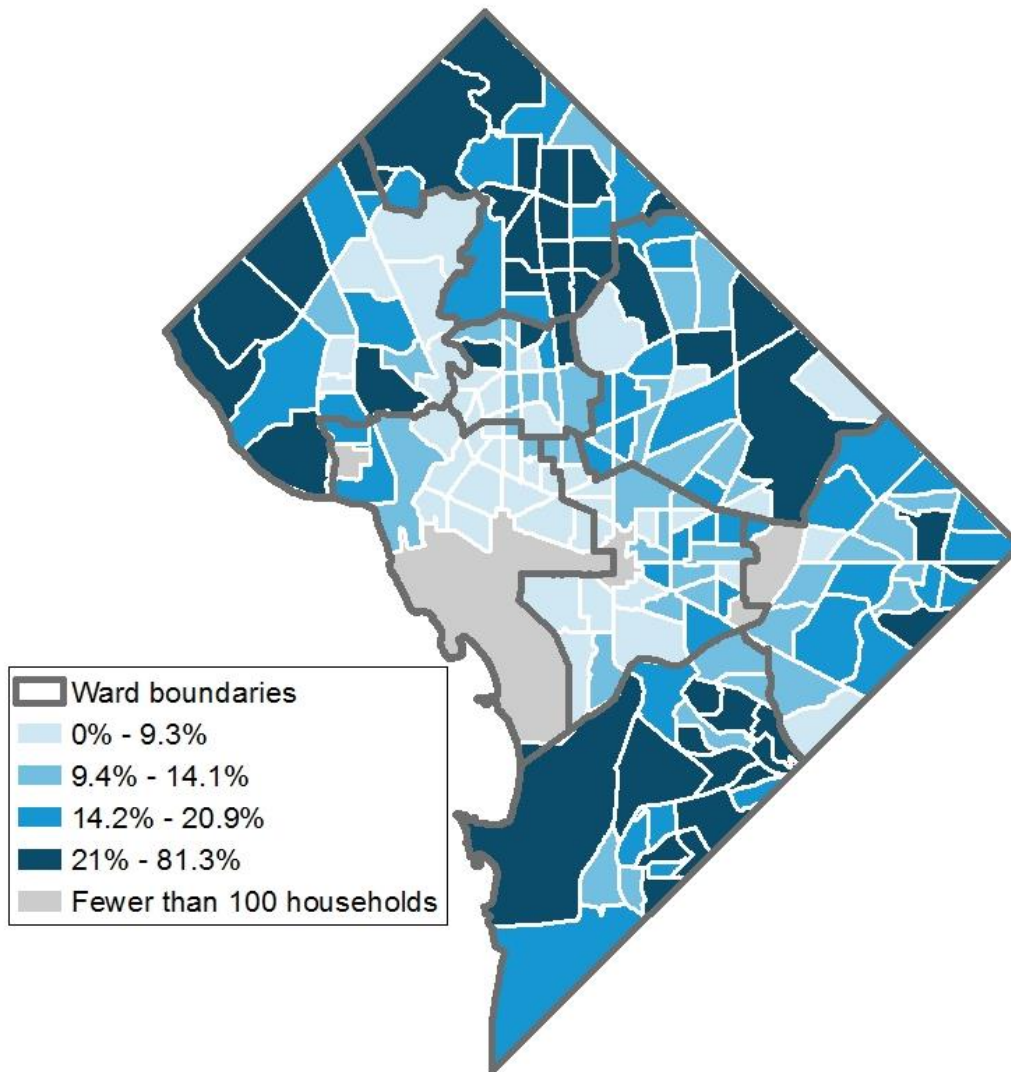 Ward boundaries
0% - 9.3%
9.4% - 14.1%
14.2% - 20.9%
21% - 81.3%
Fewer than 100 households